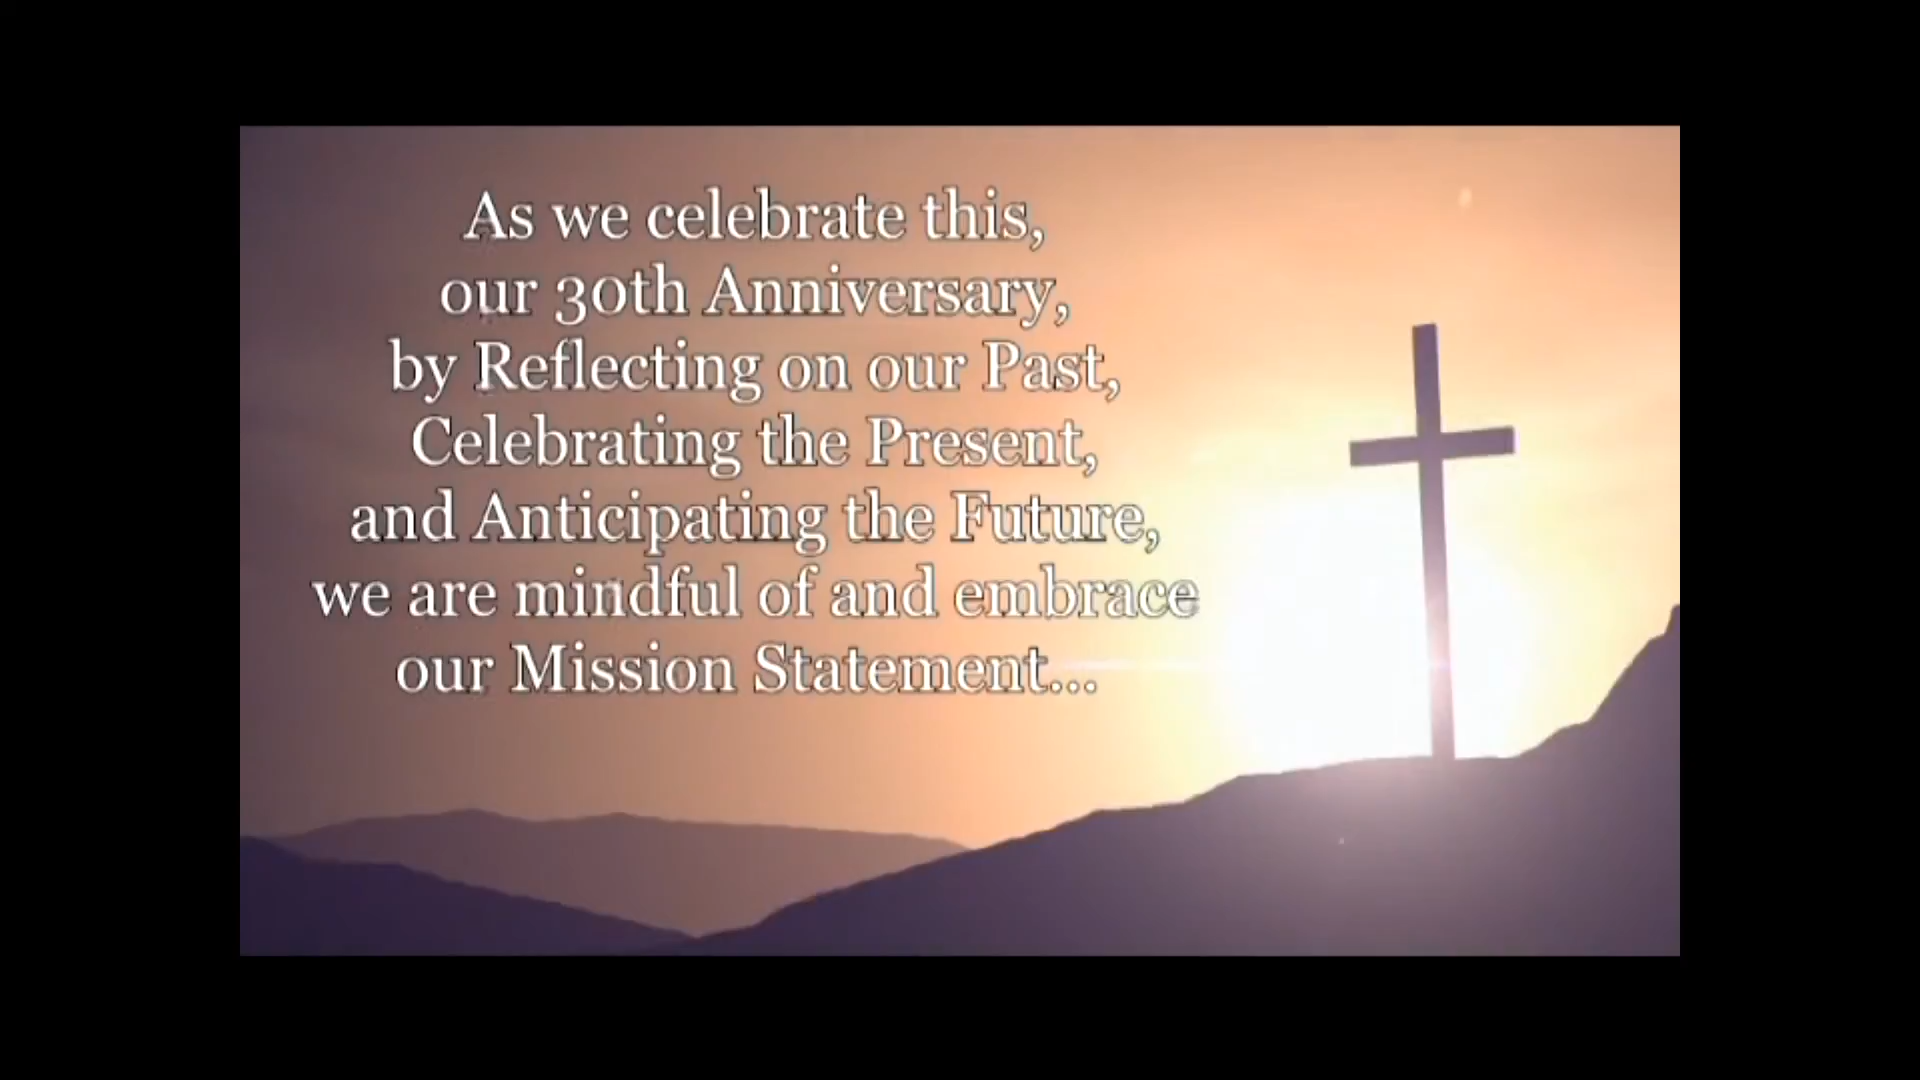 As we celebrate this,
our 30th Anniversary,
by Reflecting on our Past,
Celebrating the Present,
and Anticipating the Future,
we are mindful of and embrace
our Mission Statement...